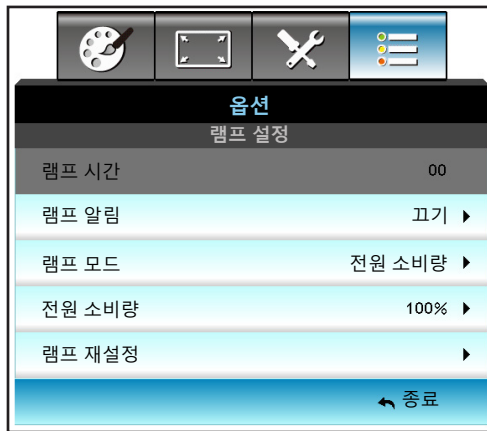 옵션
램프 설정
램프 시간 00
램프 알림 끄기
램프 모드 전원 소비량
전원 소비량 100%
램프 재설정
종료